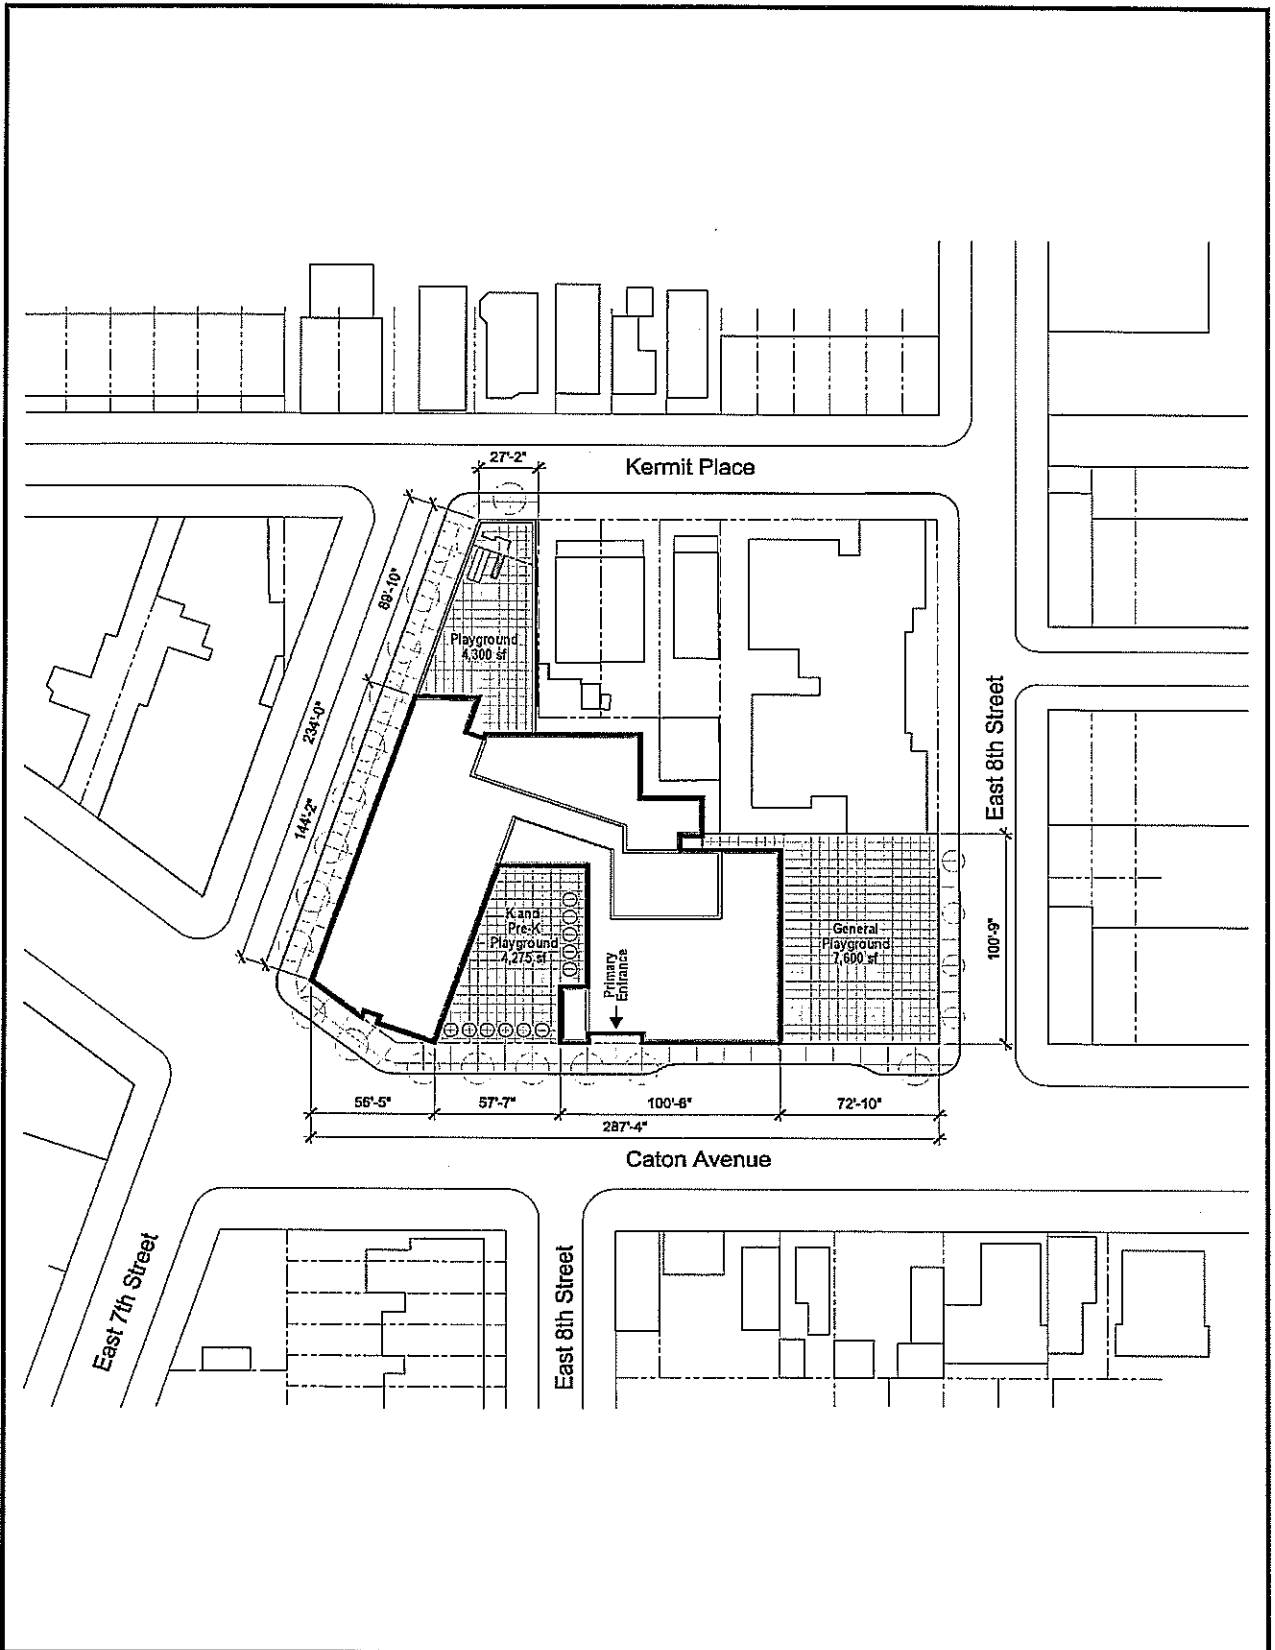 27'-2"
Kermit Place
89'-10"
Playground
4,300 sf
234'-0"
144'-2"
East 8th Street
K and
Pre-K
Playground
4,275 sf
Primary
Entrance
General
Playground
7,600 sf
100'-9"
56'-5"
57'-7"
100'-6"
72'-10"
287'-4"
Caton Avenue
East 7th Street
East 8th Street